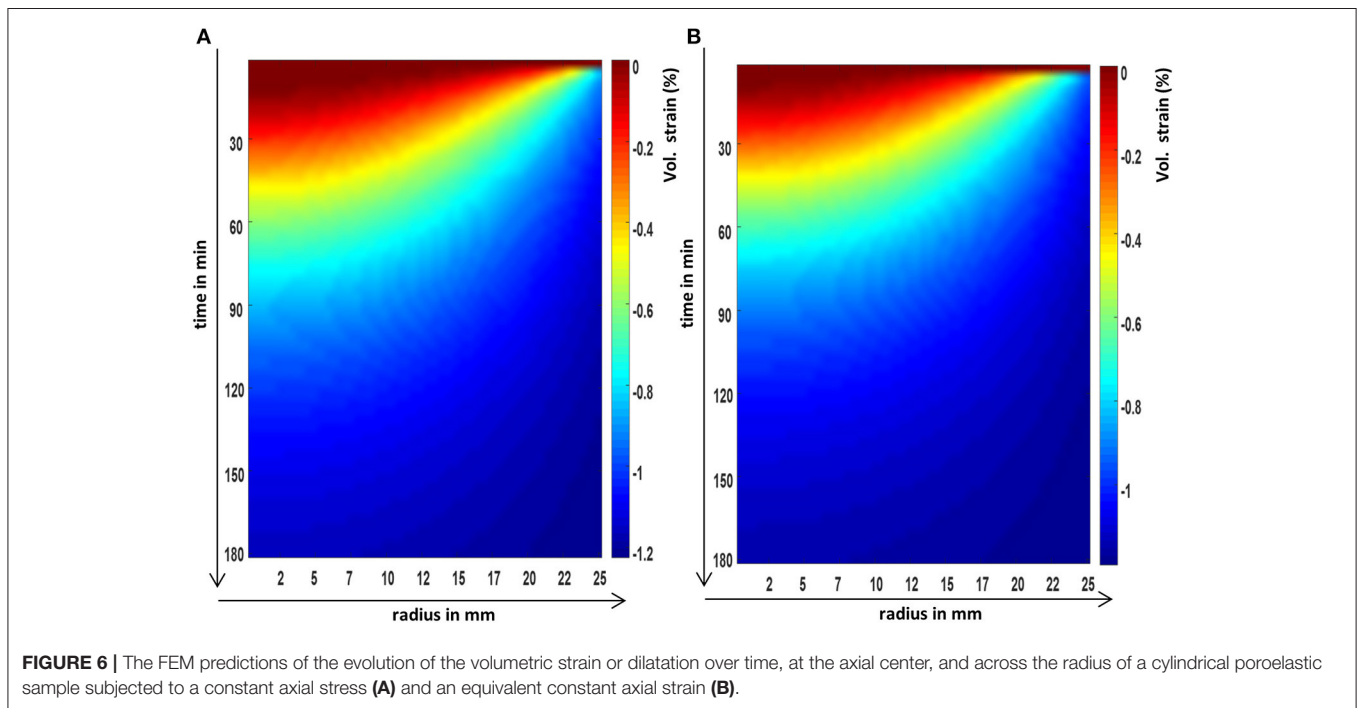 A
0
-0.2
-0.4
-0.6
-0.8
-1
-1.2
Vol. strain (%)
30
60
90
120
150
180
time in min
2 5 7 10 12 15 17 20 22 25
radius in mm
B
0
-0.2
-0.4
-0.6
-0.8
-1
Vol. strain (%)
30
60
90
120
150
180
time in min
2 5 7 10 12 15 17 20 22 25
radius in mm
FIGURE 6 | The FEM predictions of the evolution of the volumetric strain or dilatation over time, at the axial center, and across the radius of a cylindrical poroelastic
sample subjected to a constant axial stress (A) and an equivalent constant axial strain (B).